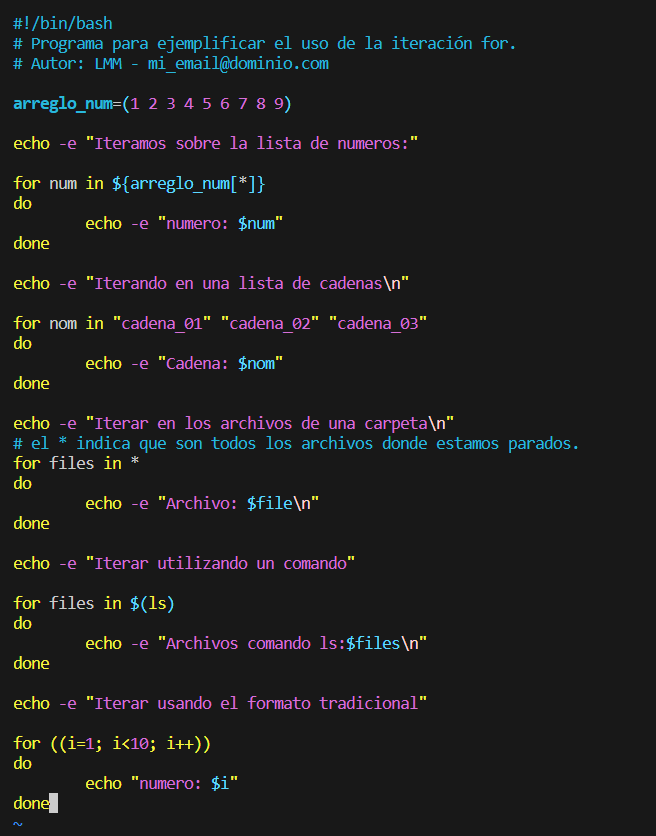 #!/bin/bash
# Programa para ejemplificar el uso de la iteración for.
# Autor: LMM - mi_email@dominio.com
arreglo_num=(1 2 3 4 5 6 7 8 9)
echo -e "Iteramos sobre la lista de numeros:"
for num in ${arreglo_num[*]}
do
echo -e "numero: $num"
done
echo -e "Iterando en una lista de cadenas\n"
for nom in "cadena_01" "cadena_02" "cadena_03"
do
echo -e "Cadena: $nom"
done
echo -e "Iterar en los archivos de una carpeta\n"
# el * indica que son todos los archivos donde estamos parados.
for files in *
do
echo -e "Archivo: $file\n"
done
echo -e "Iterar utilizando un comando"
for files in $(ls)
do
echo -e "Archivos comando ls:$files\n"
done
echo -e "Iterar usando el formato tradicional"
for ((i=1; i<10; i++))
do
echo "numero: $i"
done
~